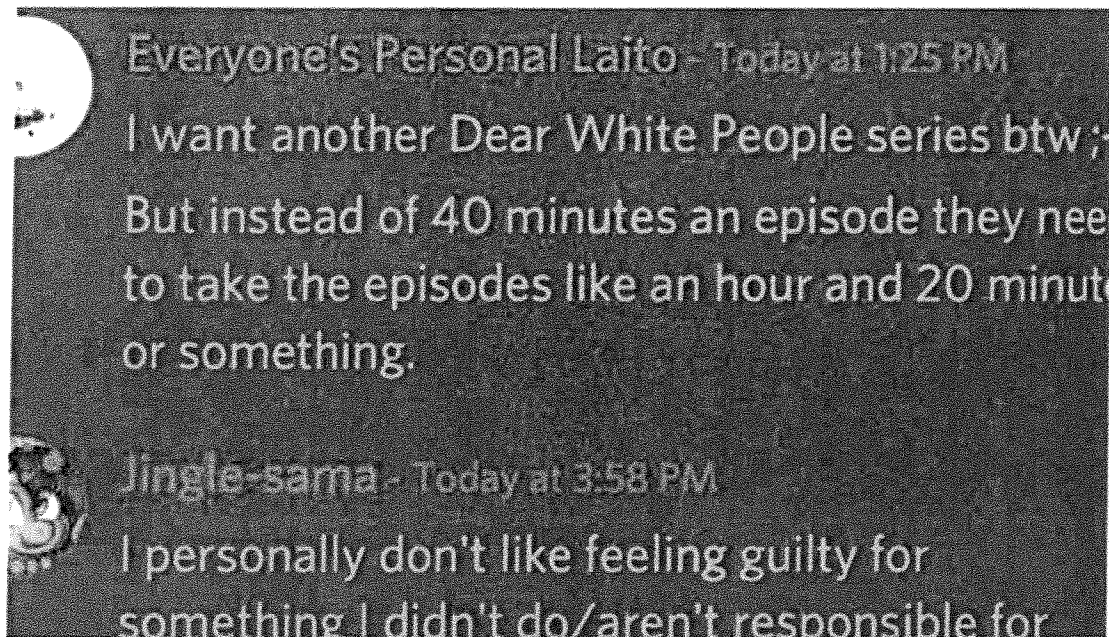 Everyone's Personal Laito - Today at 1:25 PM
I want another Dear White People series btw ;-
But instead of 40 minutes an episode they nee
to take the episodes like an hour and 20 minute
or something.
Jingle-sama - Today at 3:58 PM
I personally don't like feeling guilty for
something I didn't do/aren't responsible for